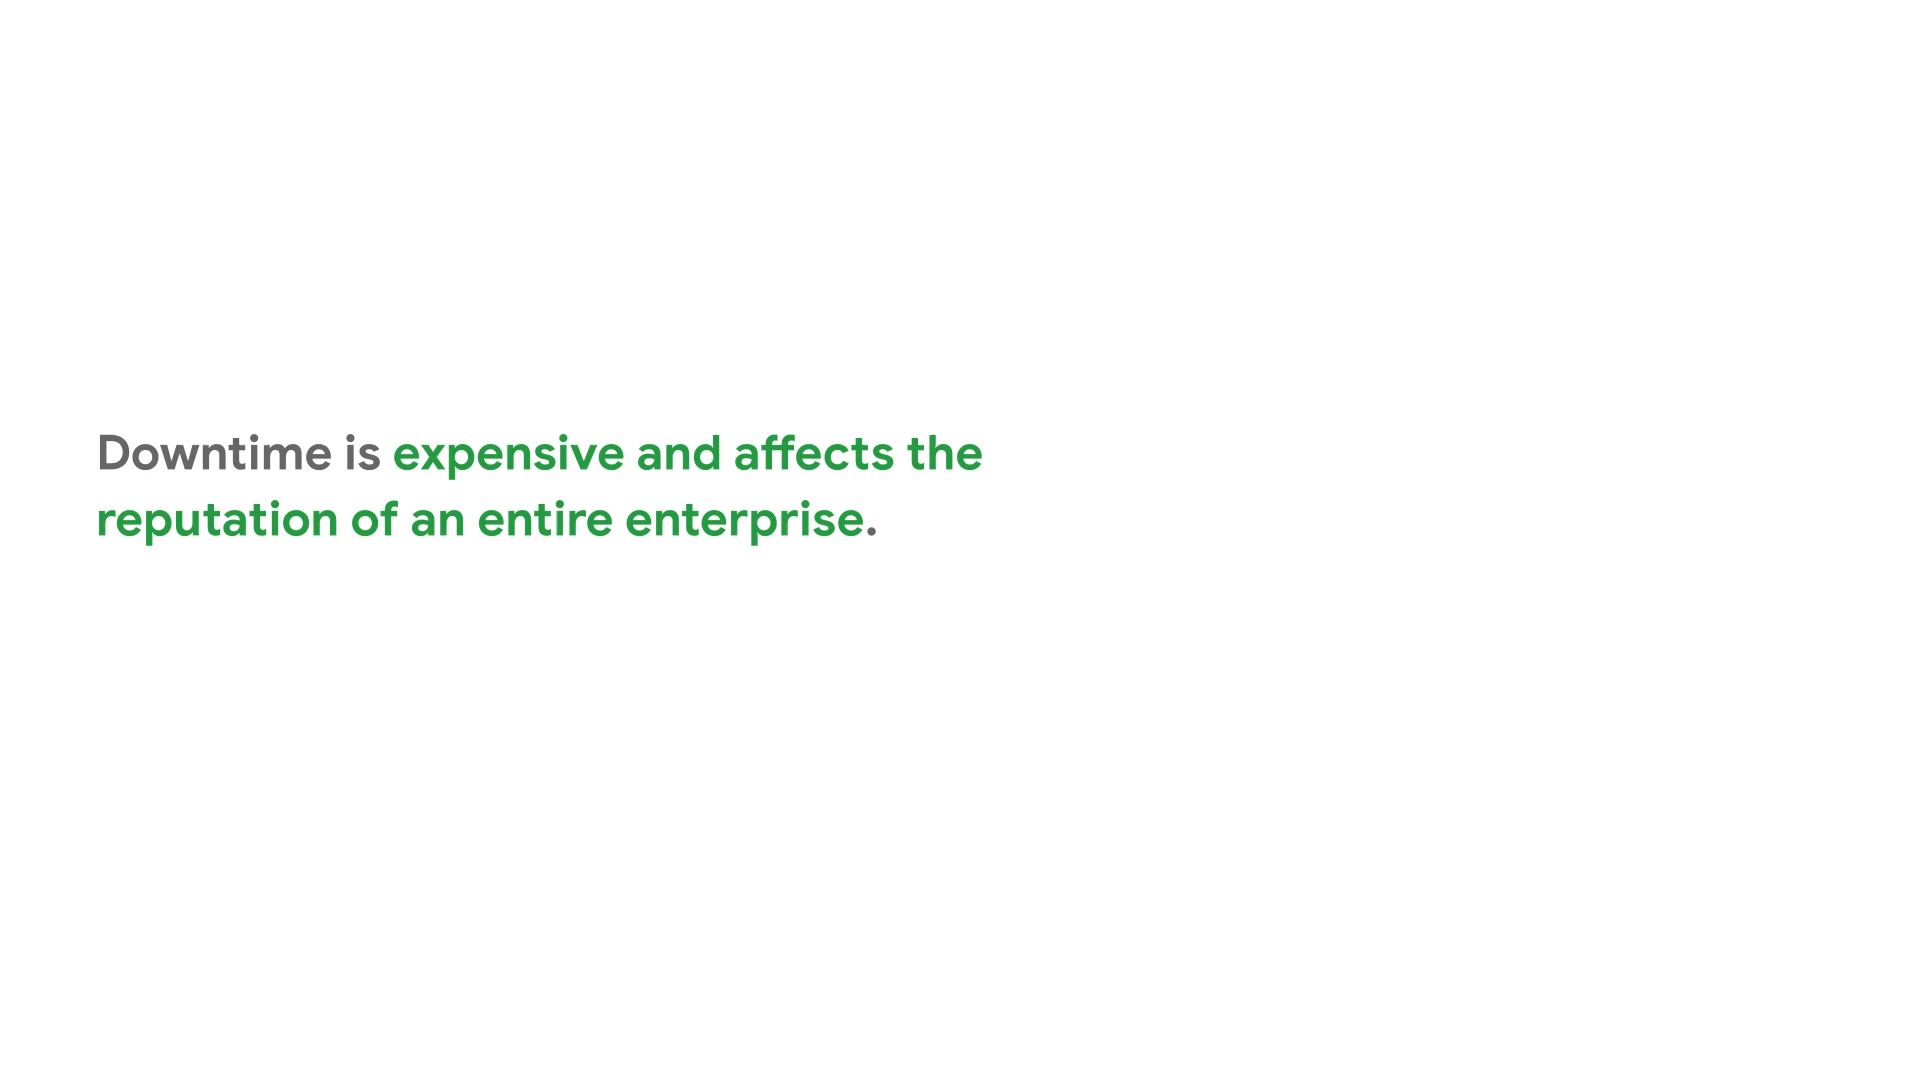 Downtime is expensive and affects the
reputation of an entire enterprise.